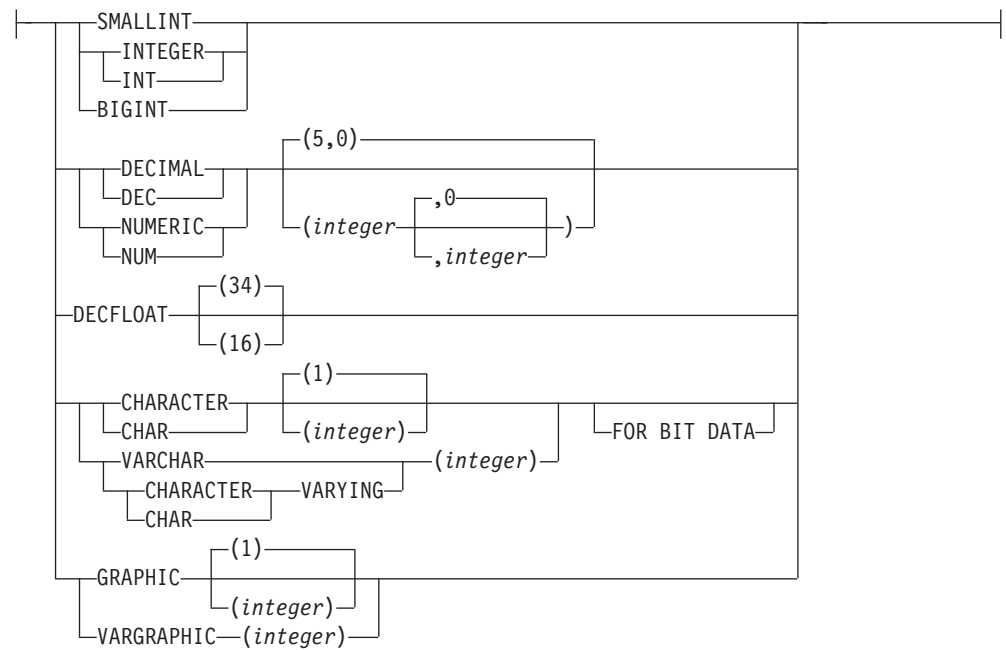 SMALLINT
INTEGER
INT
BIGINT
(5,0)
DECIMAL
DEC
,0
NUMERIC
(integer )
NUM
,integer
(34)
DECFLOAT
(16)
(1)
CHARACTER
CHAR
(integer)
FOR BIT DATA
VARCHAR
(integer)
CHARACTER VARYING
CHAR
(1)
GRAPHIC
(integer)
VARGRAPHIC (integer)